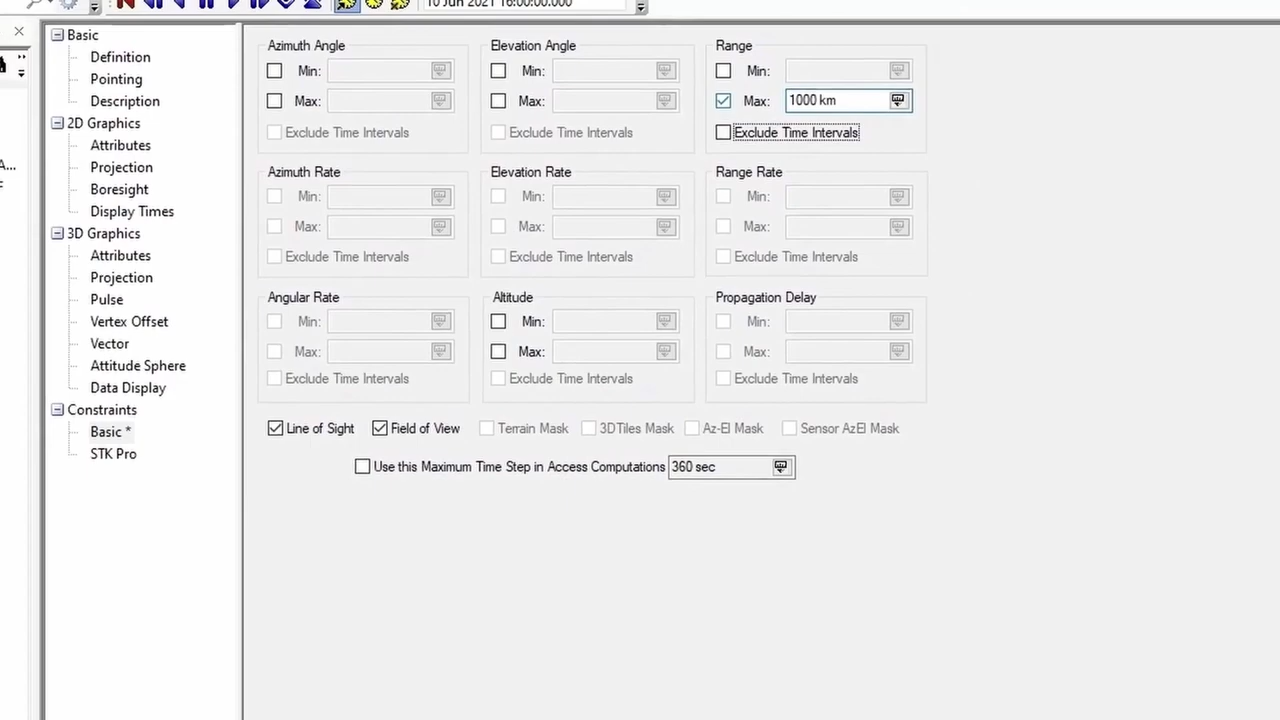 10 Jun 2021 16:00:00.000
Basic
Definition
Pointing
Description
2D Graphics
Attributes
Projection
Boresight
Display Times
3D Graphics
Attributes
Projection
Pulse
Vertex Offset
Vector
Attitude Sphere
Data Display
Constraints
Basic *
STK Pro
A...
Azimuth Angle
Min:
Max:
Exclude Time Intervals
Elevation Angle
Min:
Max:
Exclude Time Intervals
Range
Min:
Max: 1000 km
Exclude Time Intervals
Azimuth Rate
Min:
Max:
Exclude Time Intervals
Elevation Rate
Min:
Max:
Exclude Time Intervals
Range Rate
Min:
Max:
Exclude Time Intervals
Angular Rate
Min:
Max:
Exclude Time Intervals
Altitude
Min:
Max:
Exclude Time Intervals
Propagation Delay
Min:
Max:
Exclude Time Intervals
Line of Sight Field of View Terrain Mask 3DTiles Mask Az-El Mask Sensor AzEl Mask
Use this Maximum Time Step in Access Computations 360 sec